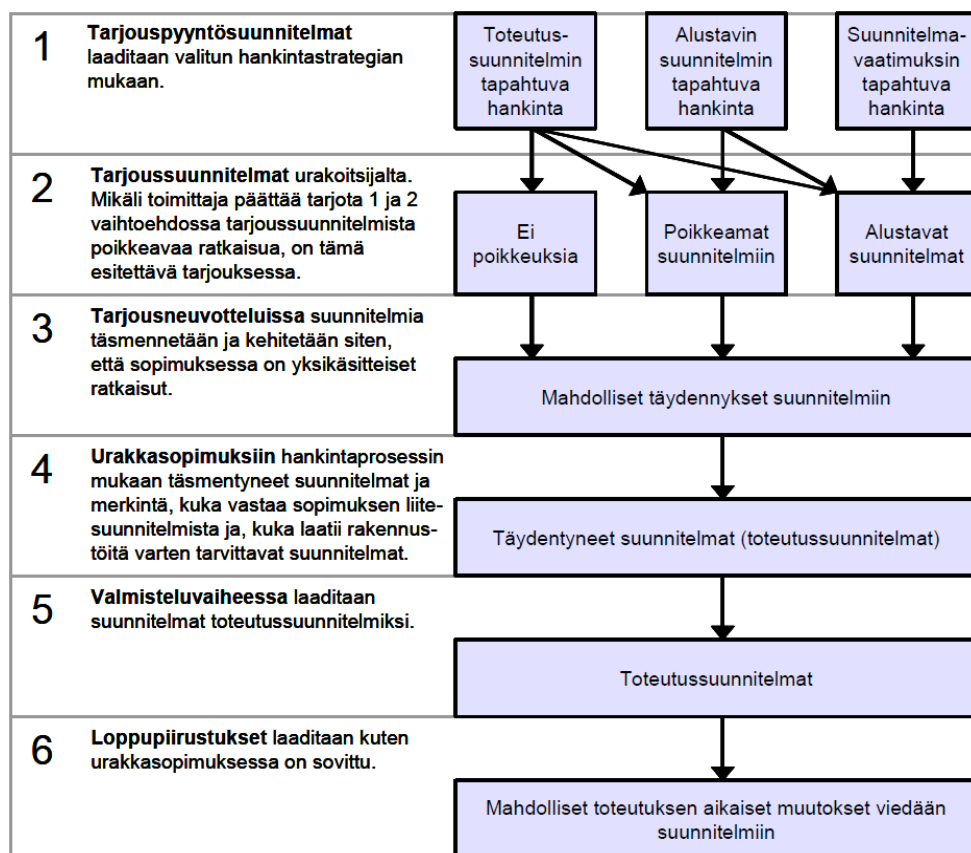 1
Tarjouspyyntösuunnitelmat
laaditaan valitun hankintastrategian
mukaan.
Toteutus-
suunnitelmin
tapahtuva
hankinta
Alustavin
suunnitelmin
tapahtuva
hankinta
Suunnitelma-
vaatimuksin
tapahtuva
hankinta
2
Tarjoussuunnitelmat urakoitsijalta.
Mikäli toimittaja päättää tarjota 1 ja 2
vaihtoehdossa tarjoussuunnitelmista
poikkeavaa ratkaisua, on tämä
esitettävä tarjouksessa.
Ei
poikkeuksia
Poikkeamat
suunnitelmiin
Alustavat
suunnitelmat
3
Tarjousneuvotteluissa suunnitelmia
täsmennetään ja kehitetään siten,
että sopimuksessa on yksikäsitteiset
ratkaisut.
Mahdolliset täydennykset suunnitelmiin
4
Urakkasopimuksiin hankintaprosessin
mukaan täsmentyneet suunnitelmat ja
merkintä, kuka vastaa sopimuksen liite-
suunnitelmista ja, kuka laatii rakennus-
töitä varten tarvittavat suunnitelmat.
Täydentyneet suunnitelmat (toteutussuunnitelmat)
5
Valmisteluvaiheessa laaditaan
suunnitelmat toteutussuunnitelmiksi.
Toteutussuunnitelmat
6
Loppupiirustukset laaditaan kuten
urakkasopimuksessa on sovittu.
Mahdolliset toteutuksen aikaiset muutokset viedään
suunnitelmiin